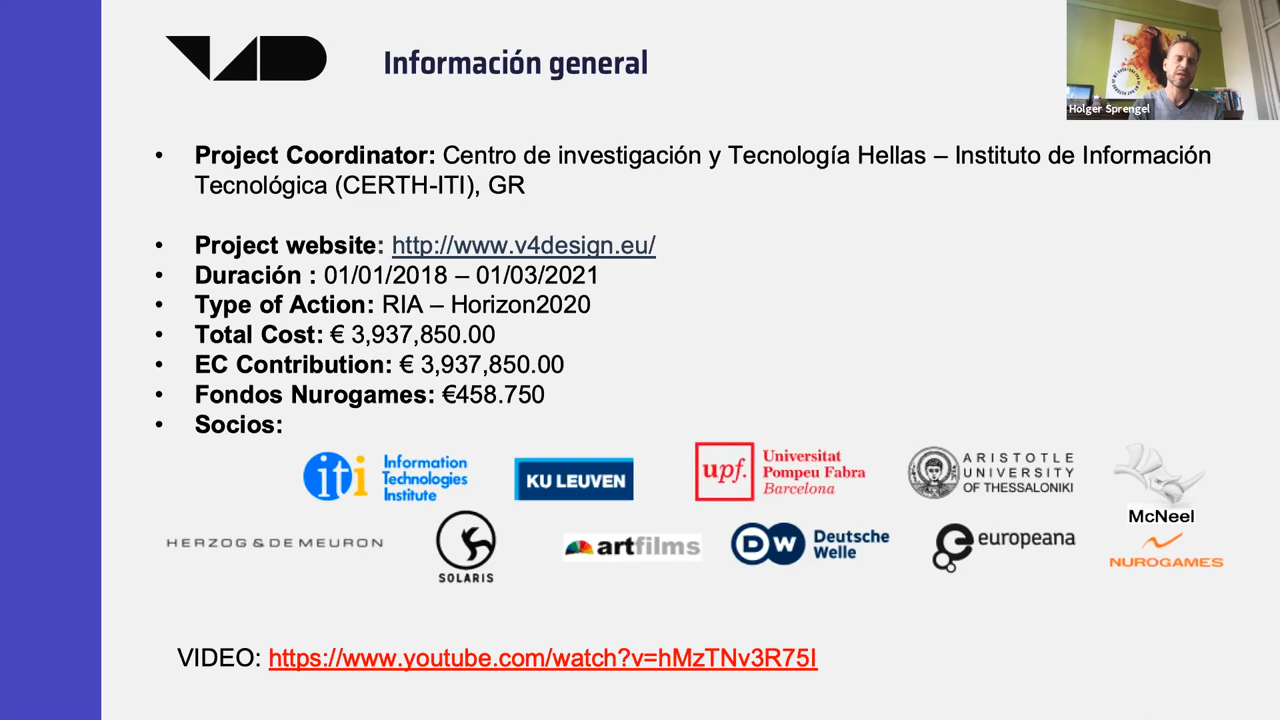 Información general
Holger Sprengel
• Project Coordinator: Centro de investigación y Tecnología Hellas – Instituto de Información
Tecnológica (CERTH-ITI), GR
• Project website: http://www.v4design.eu/
• Duración : 01/01/2018 – 01/03/2021
• Type of Action: RIA – Horizon2020
• Total Cost: € 3,937,850.00
• EC Contribution: € 3,937,850.00
• Fondos Nurogames: €458.750
• Socios:
iti Information
Technologies
Institute
KU LEUVEN
upf. Universitat
Pompeu Fabra
Barcelona
ARISTOTLE
UNIVERSITY
OF THESSALONIKI
McNeel
HERZOG & DE MEURON
SOLARIS
artfilms
DW Deutsche
Welle
europeana
NUROGAMES
VIDEO: https://www.youtube.com/watch?v=hMzTNv3R75I